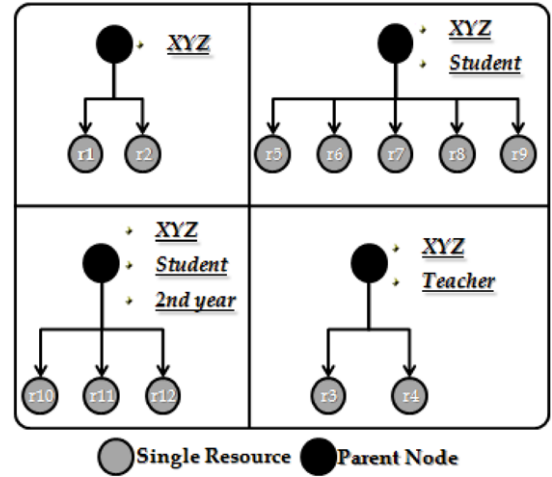 XYZ
r1 r2
XYZ
Student
r5 r6 r7 r8 r9
XYZ
Student
2nd year
r10 r11 r12
XYZ
Teacher
r3 r4
Single Resource Parent Node